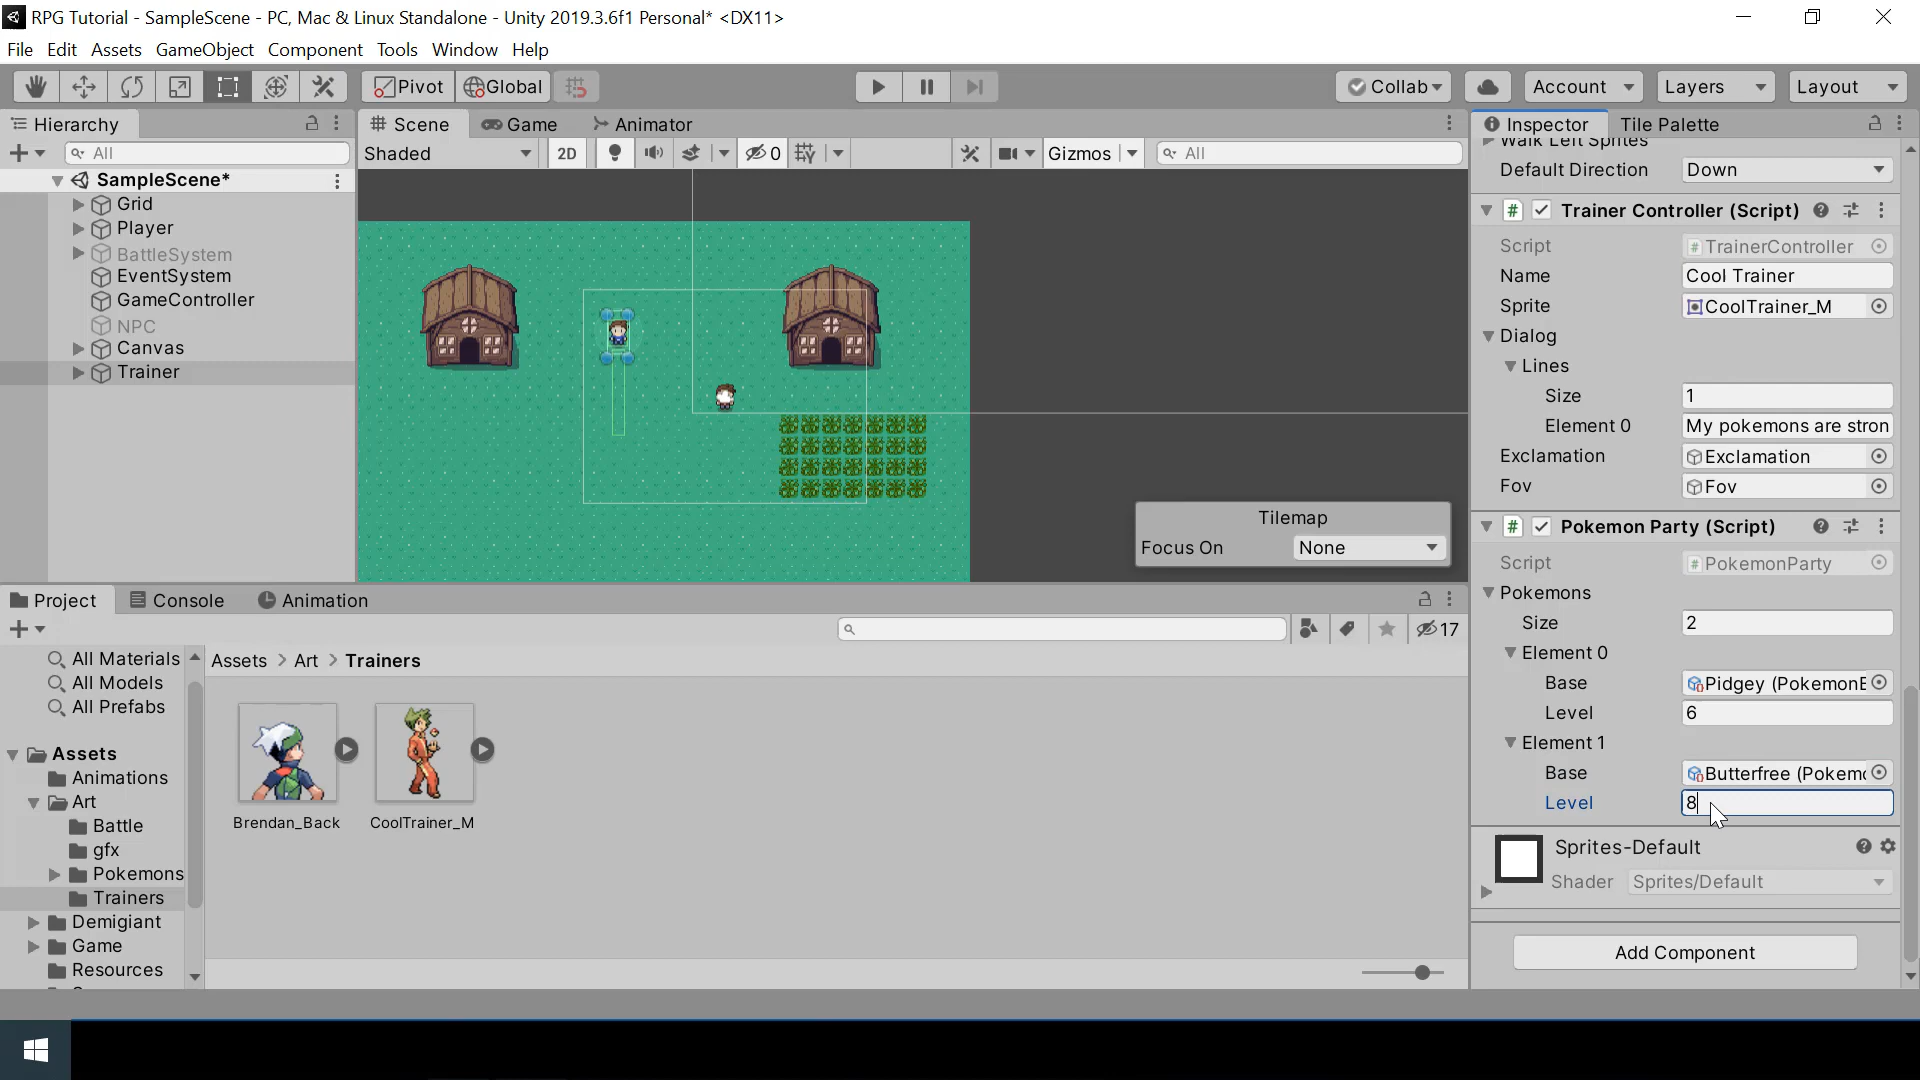 RPG Tutorial - SampleScene - PC, Mac & Linux Standalone - Unity 2019.3.6f1 Personal* <DX11>
File Edit Assets GameObject Component Tools Window Help
Pivot Global Collab Account Layers Layout
Hierarchy
All
SampleScene*
Grid
Player
BattleSystem
EventSystem
GameController
NPC
Canvas
Trainer
Scene Game Animator
Shaded 2D 0 Gizmos All
Tilemap
Focus On None
Inspector Tile Palette
Walk Left Sprites
Default Direction Down
# Trainer Controller (Script)
Script # TrainerController
Name Cool Trainer
Sprite CoolTrainer_M
Dialog
Lines
Size 1
Element 0 My pokemons are stron
Exclamation Exclamation
Fov Fov
# Pokemon Party (Script)
Script # PokemonParty
Pokemons
Size 2
Element 0
Base Pidgey (PokemonE
Level 6
Element 1
Base Butterfree (Pokemo
Level 8
Sprites-Default
Shader Sprites/Default
Add Component
Project Console Animation
17
All Materials
All Models
All Prefabs
Assets
Animations
Art
Battle
gfx
Pokemons
Trainers
Demigiant
Game
Resources
Assets > Art > Trainers
Brendan_Back CoolTrainer_M